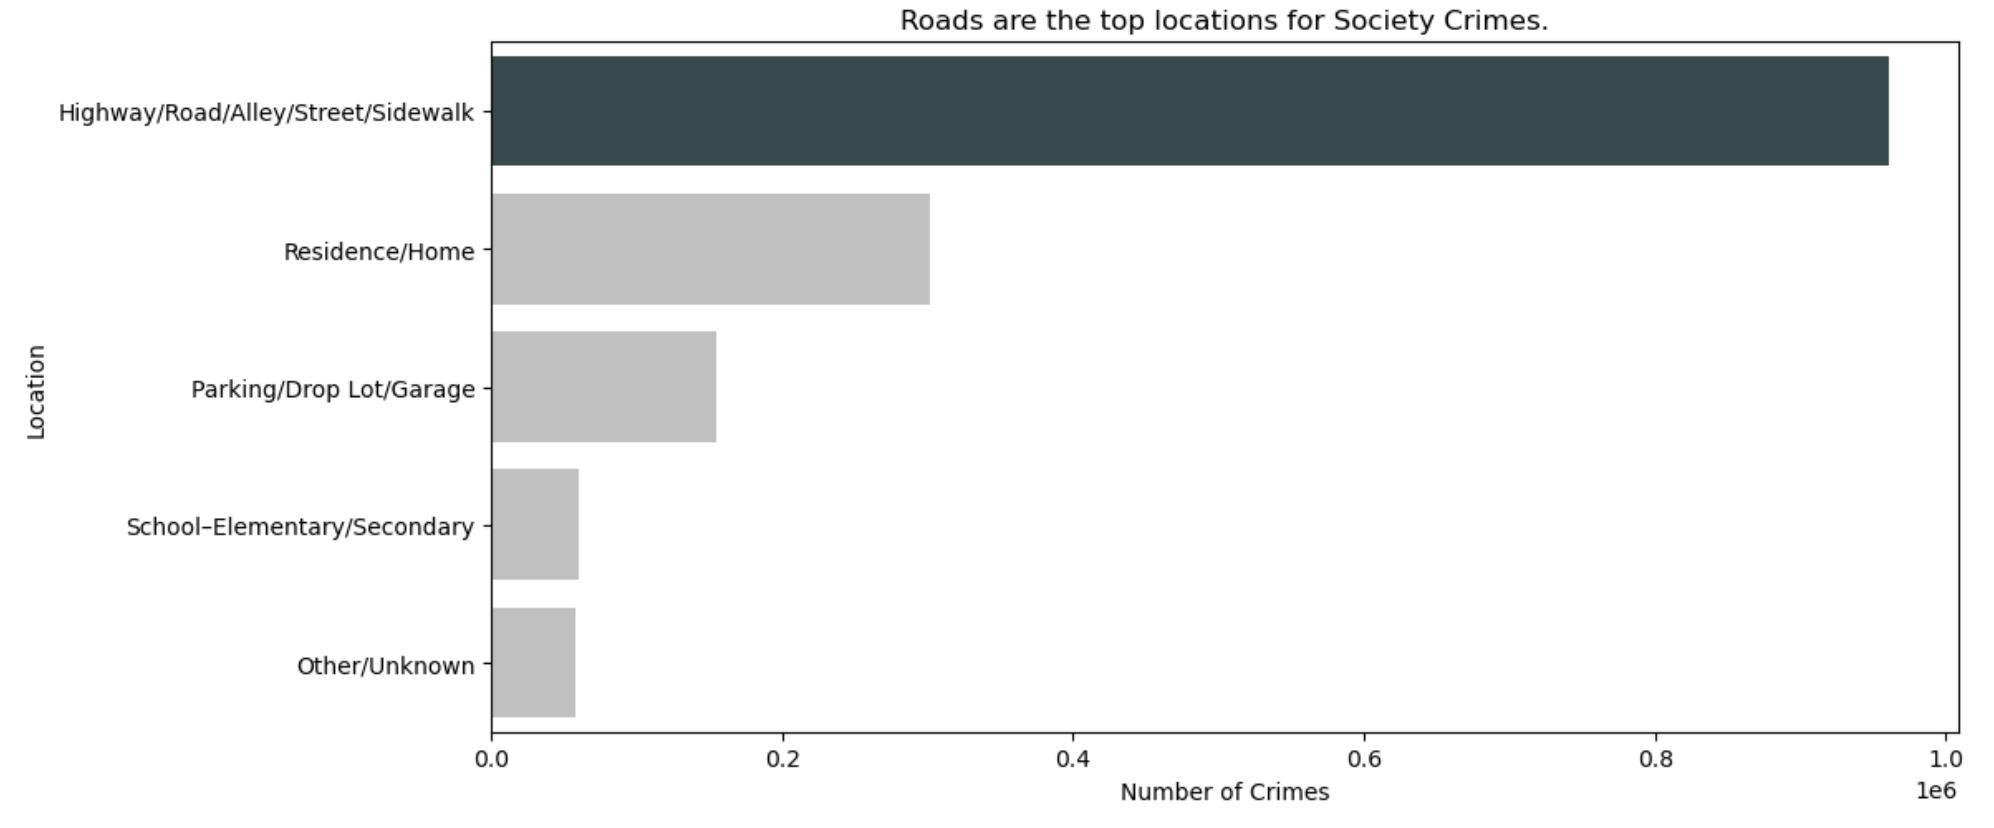 Roads are the top locations for Society Crimes.
Highway/Road/Alley/Street/Sidewalk
Residence/Home
Parking/Drop Lot/Garage
School–Elementary/Secondary
Other/Unknown
Location
0.0 0.2 0.4 0.6 0.8 1.0
1e6
Number of Crimes